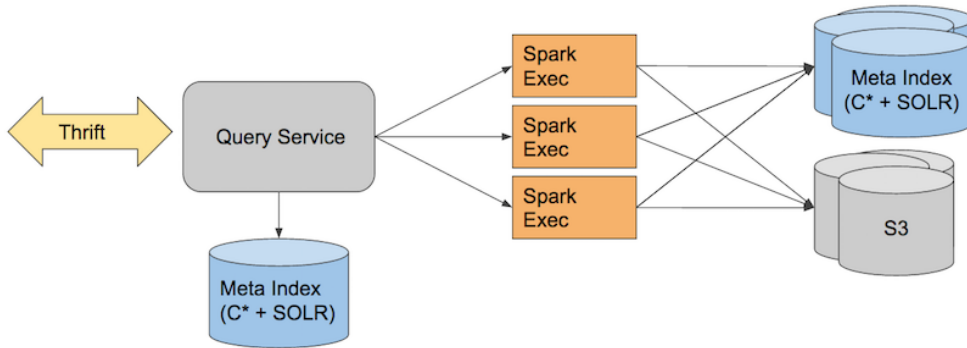 Thrift
Query Service
Meta Index
(C* + SOLR)
Spark
Exec
Spark
Exec
Spark
Exec
Meta Index
(C* + SOLR)
S3